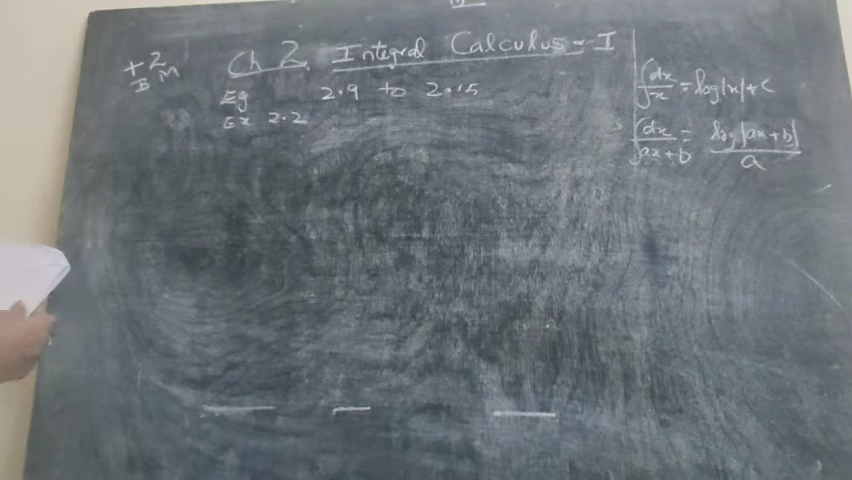 +2 BM
Ch 2. Integral Calculus - I
Eg 2.9 to 2.15
Ex 2.2
∫dx/x = log|x| + c
∫dx/ax+b = log|ax+b|/a